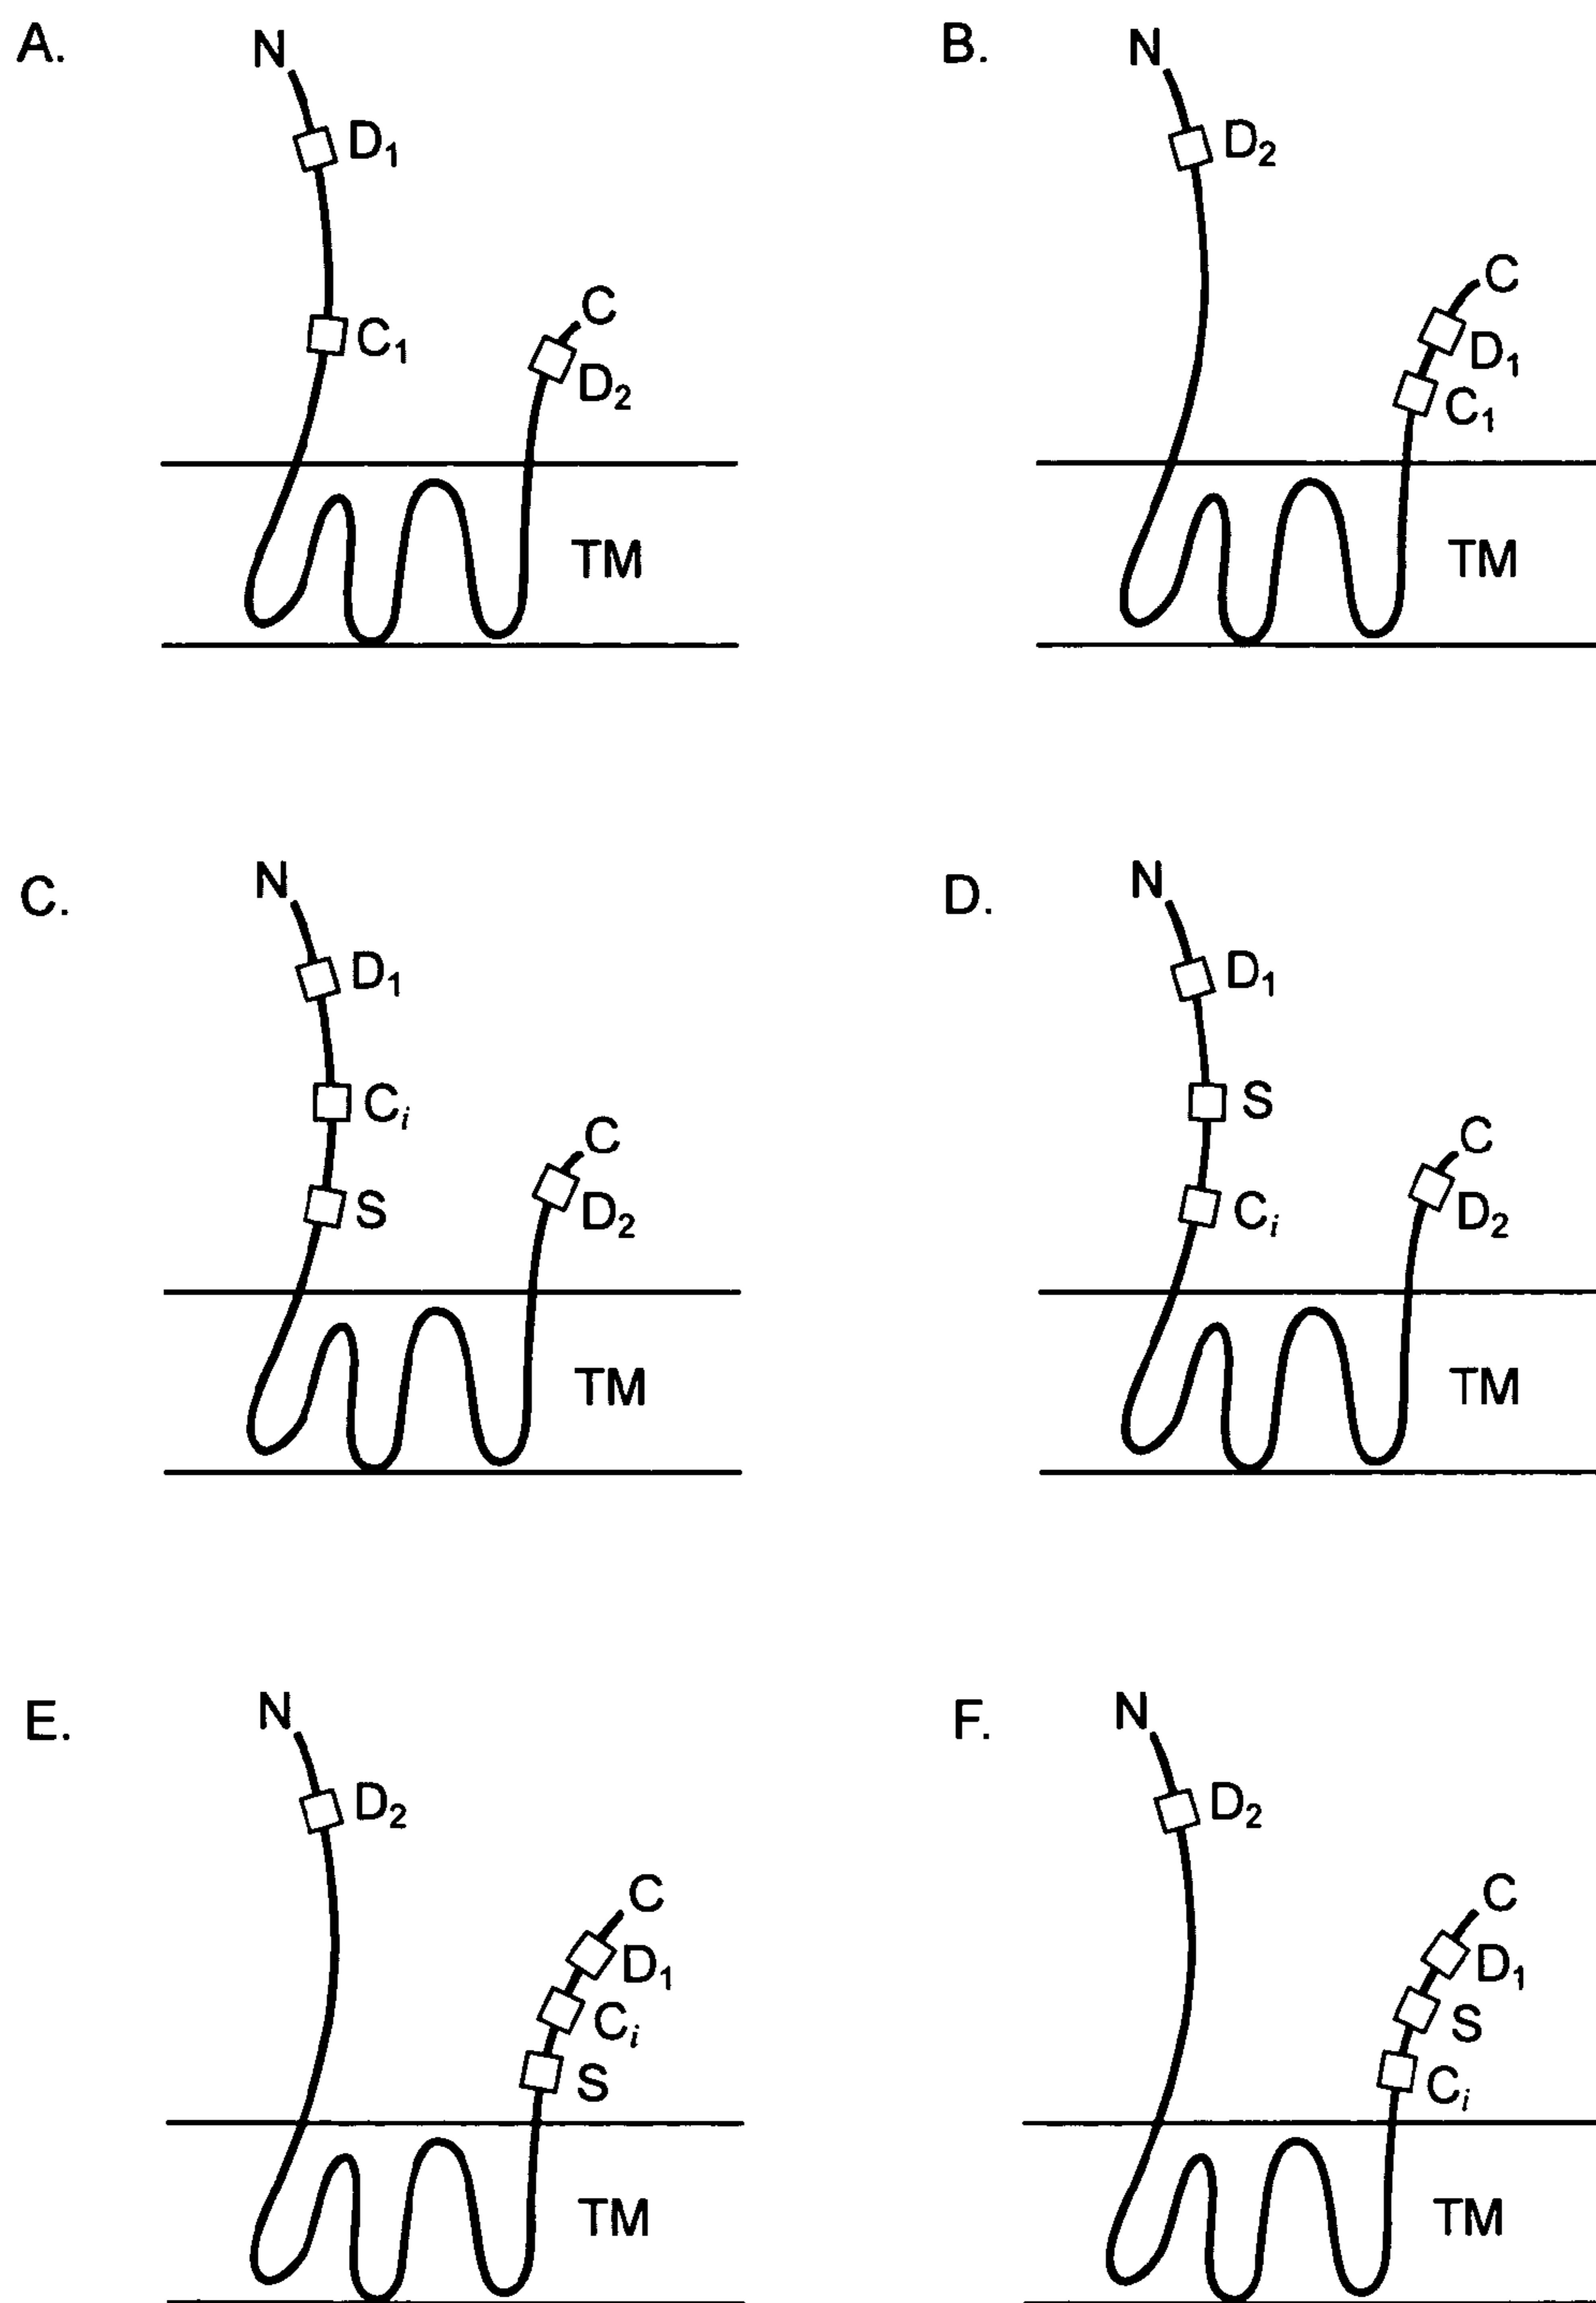 A.
N
D₁
C₁
C
D₂
TM
B.
N
D₂
C
D₁
C₁
TM
C.
N
D₁
Cᵢ
S
C
D₂
TM
D.
N
D₁
S
Cᵢ
C
D₂
TM
E.
N
D₂
C
D₁
Cᵢ
S
TM
F.
N
D₂
C
D₁
S
Cᵢ
TM